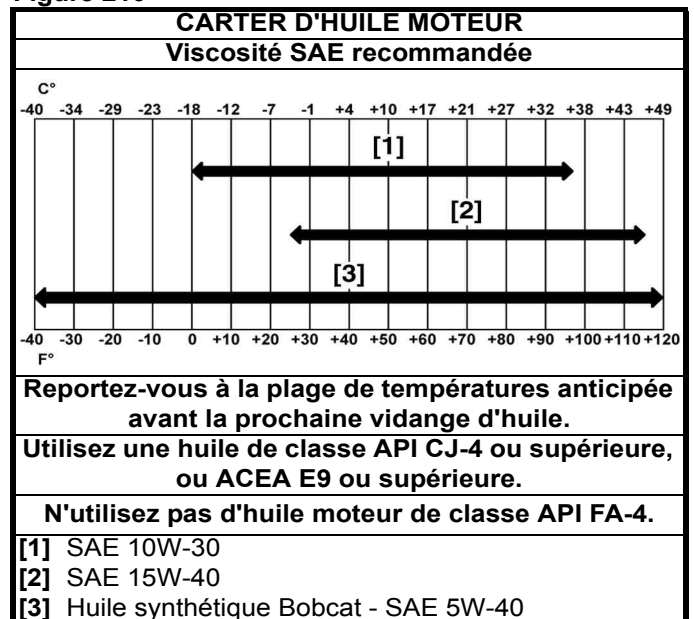 CARTER D'HUILE MOTEUR
Viscosité SAE recommandée
C°
-40 -34 -29 -23 -18 -12 -7 -1 +4 +10 +17 +21 +27 +32 +38 +43 +49
[1]
[2]
[3]
-40 -30 -20 -10 0 +10 +20 +30 +40 +50 +60 +70 +80 +90 +100 +110 +120
F°
Reportez-vous à la plage de températures anticipée
avant la prochaine vidange d'huile.
Utilisez une huile de classe API CJ-4 ou supérieure,
ou ACEA E9 ou supérieure.
N'utilisez pas d'huile moteur de classe API FA-4.
[1] SAE 10W-30
[2] SAE 15W-40
[3] Huile synthétique Bobcat - SAE 5W-40